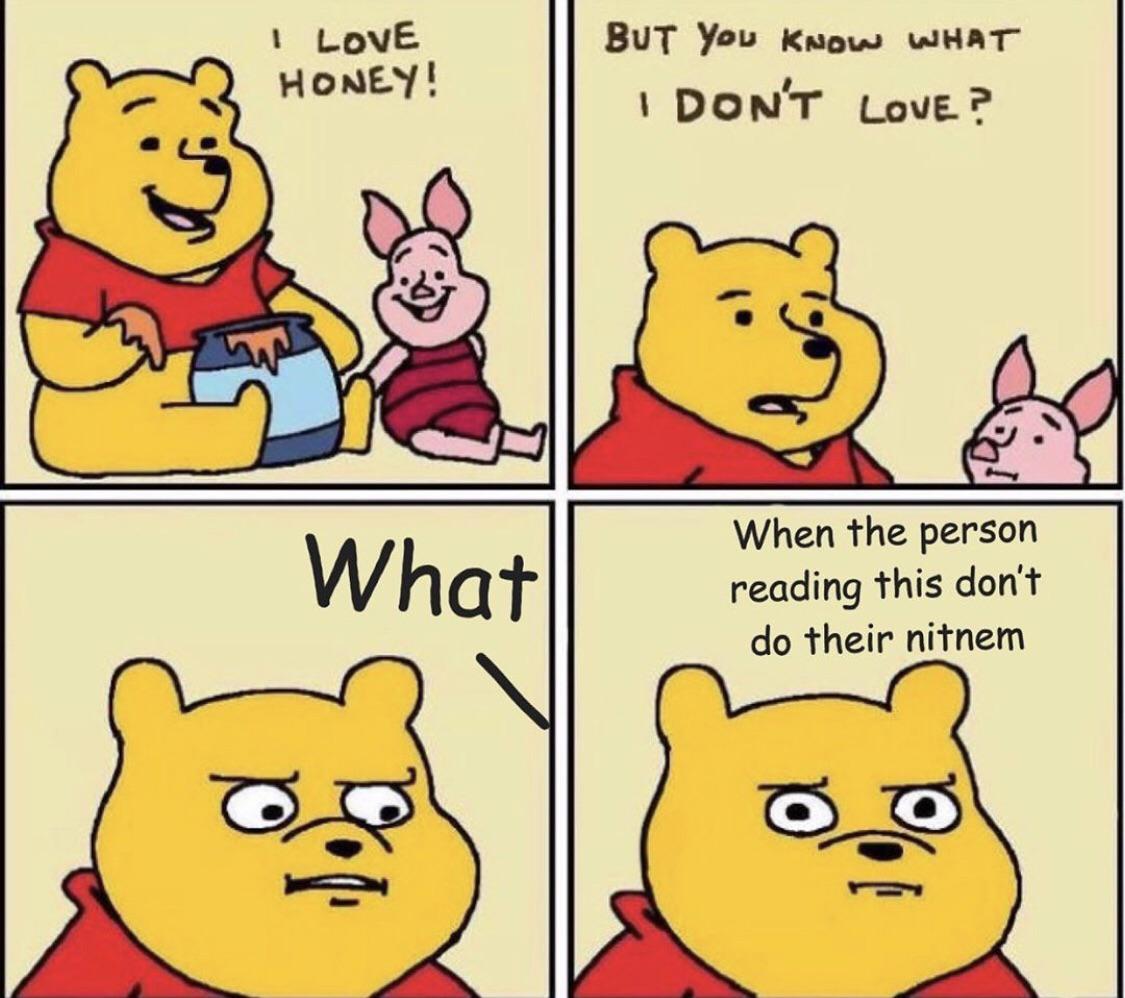 I LOVE
HONEY!
BUT YOU KNOW WHAT
I DON'T LOVE?
What
When the person
reading this don't
do their nitnem